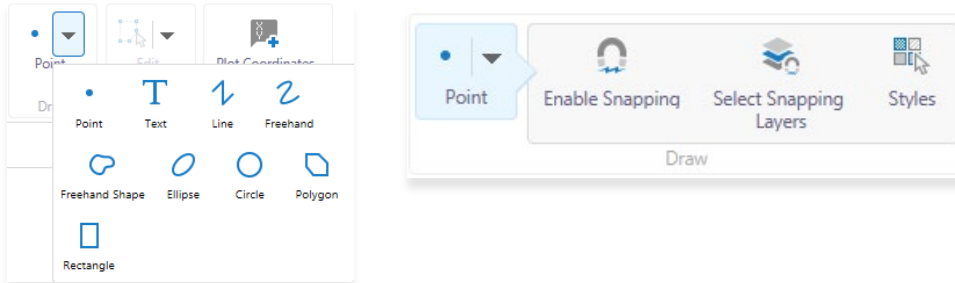 Point
Edit
Plot Coordinates
Dr
Point Text Line Freehand
Freehand Shape Ellipse Circle Polygon
Rectangle
Point Enable Snapping Select Snapping Layers Styles
Draw